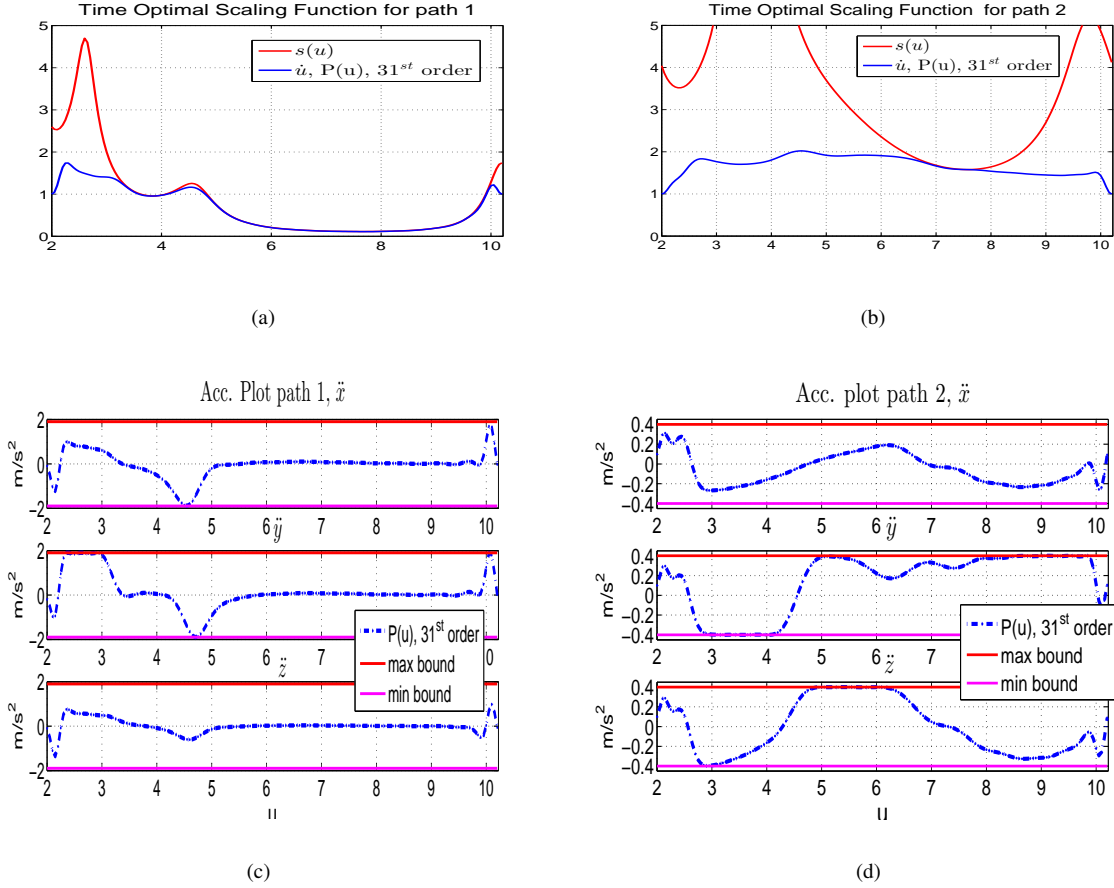 Time Optimal Scaling Function for path 1
s(u)
u̇, P(u), 31st order
5
4
3
2
1
0
2 4 6 8 10
(a)
Time Optimal Scaling Function for path 2
s(u)
u̇, P(u), 31st order
5
4
3
2
1
0
2 3 4 5 6 7 8 9 10
(b)
Acc. Plot path 1, ẍ
m/s2
2
0
−2
2 3 4 5 6 7 8 9 10
ÿ
m/s2
2
0
−2
2 3 4 5 0
z̈
P(u), 31st order
max bound
min bound
m/s2
2
0
−2
2 3 4 5 6 7 8 9 10
u
(c)
Acc. plot path 2, ẍ
m/s2
0.4
0.2
0
−0.2
−0.4
2 3 4 5 6 7 8 9 10
ÿ
m/s2
0.4
0.2
0
−0.2
−0.4
2 3 4 5 6 7
z̈
P(u), 31st order
max bound
min bound
m/s2
0.4
0.2
0
−0.2
−0.4
2 3 4 5 6 7 8 9 10
u
(d)